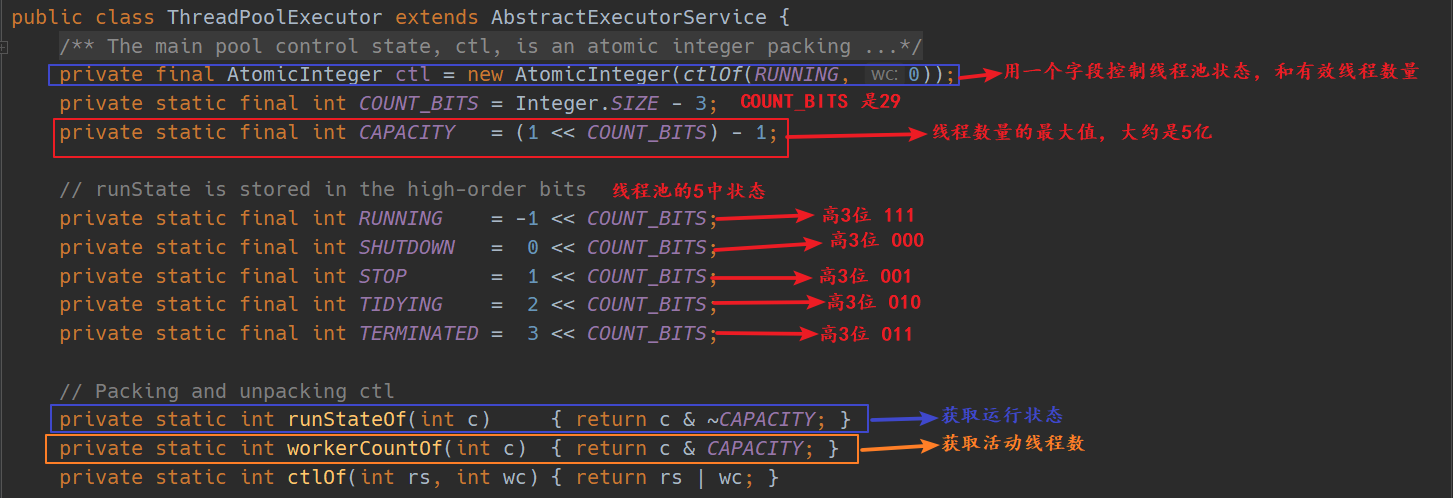 public class ThreadPoolExecutor extends AbstractExecutorService {
/** The main pool control state, ctl, is an atomic integer packing ...*/
private final AtomicInteger ctl = new AtomicInteger(ctlOf(RUNNING, wc: 0)); 用一个字段控制线程池状态，和有效线程数量
private static final int COUNT_BITS = Integer.SIZE - 3; COUNT_BITS 是29
private static final int CAPACITY = (1 << COUNT_BITS) - 1; 线程数量的最大值，大约是5亿
// runState is stored in the high-order bits 线程池的5中状态
private static final int RUNNING = -1 << COUNT_BITS; 高3位 111
private static final int SHUTDOWN = 0 << COUNT_BITS; 高3位 000
private static final int STOP = 1 << COUNT_BITS; 高3位 001
private static final int TIDYING = 2 << COUNT_BITS; 高3位 010
private static final int TERMINATED = 3 << COUNT_BITS; 高3位 011
// Packing and unpacking ctl
private static int runStateOf(int c) { return c & ~CAPACITY; } 获取运行状态
private static int workerCountOf(int c) { return c & CAPACITY; } 获取活动线程数
private static int ctlOf(int rs, int wc) { return rs | wc; }